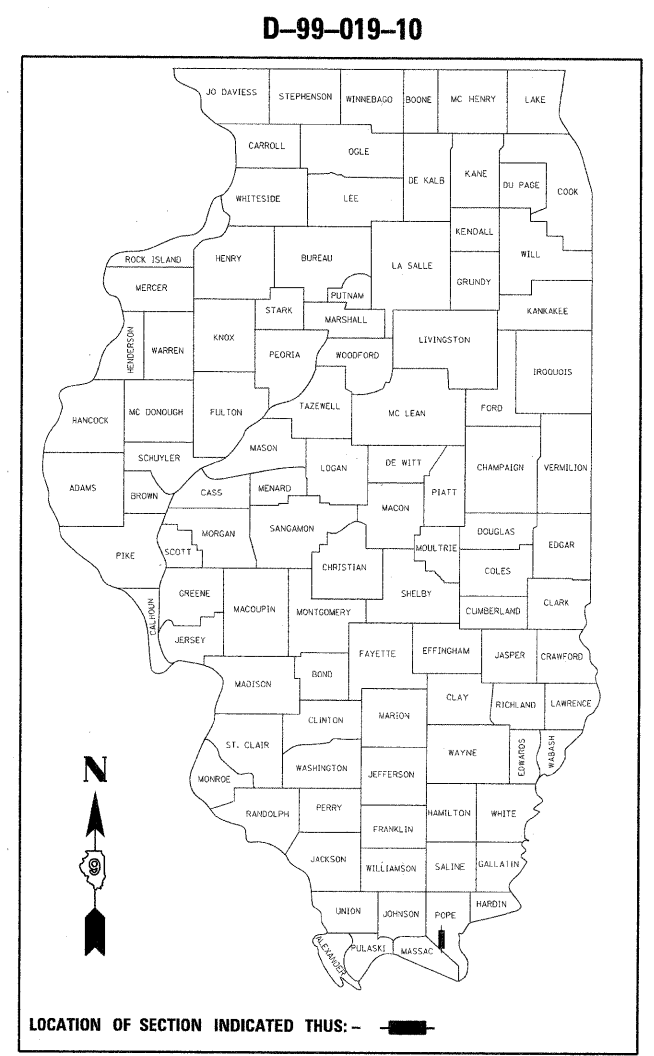 D–99–019–10
JO DAVIESS
STEPHENSON
WINNEBAGO
BOONE
MC HENRY
LAKE
CARROLL
OGLE
DE KALB
KANE
DU PAGE
COOK
WHITESIDE
LEE
KENDALL
WILL
ROCK ISLAND
HENRY
BUREAU
LA SALLE
GRUNDY
MERCER
PUTNAM
KANKAKEE
STARK
MARSHALL
HENDERSON
WARREN
KNOX
PEORIA
WOODFORD
LIVINGSTON
IROQUOIS
HANCOCK
MC DONOUGH
FULTON
TAZEWELL
MC LEAN
FORD
SCHUYLER
MASON
LOGAN
DE WITT
CHAMPAIGN
VERMILION
ADAMS
BROWN
CASS
MENARD
PIATT
MACON
PIKE
SCOTT
MORGAN
SANGAMON
CHRISTIAN
MOULTRIE
DOUGLAS
EDGAR
COLES
CALHOUN
GREENE
MACOUPIN
MONTGOMERY
SHELBY
CUMBERLAND
CLARK
JERSEY
FAYETTE
EFFINGHAM
JASPER
CRAWFORD
MADISON
BOND
CLAY
RICHLAND
LAWRENCE
CLINTON
MARION
ST. CLAIR
WASHINGTON
WAYNE
EDWARDS
WABASH
MONROE
JEFFERSON
RANDOLPH
PERRY
HAMILTON
WHITE
FRANKLIN
JACKSON
WILLIAMSON
SALINE
GALLATIN
UNION
JOHNSON
POPE
HARDIN
ALEXANDER
PULASKI
MASSAC
N
9
LOCATION OF SECTION INDICATED THUS: –